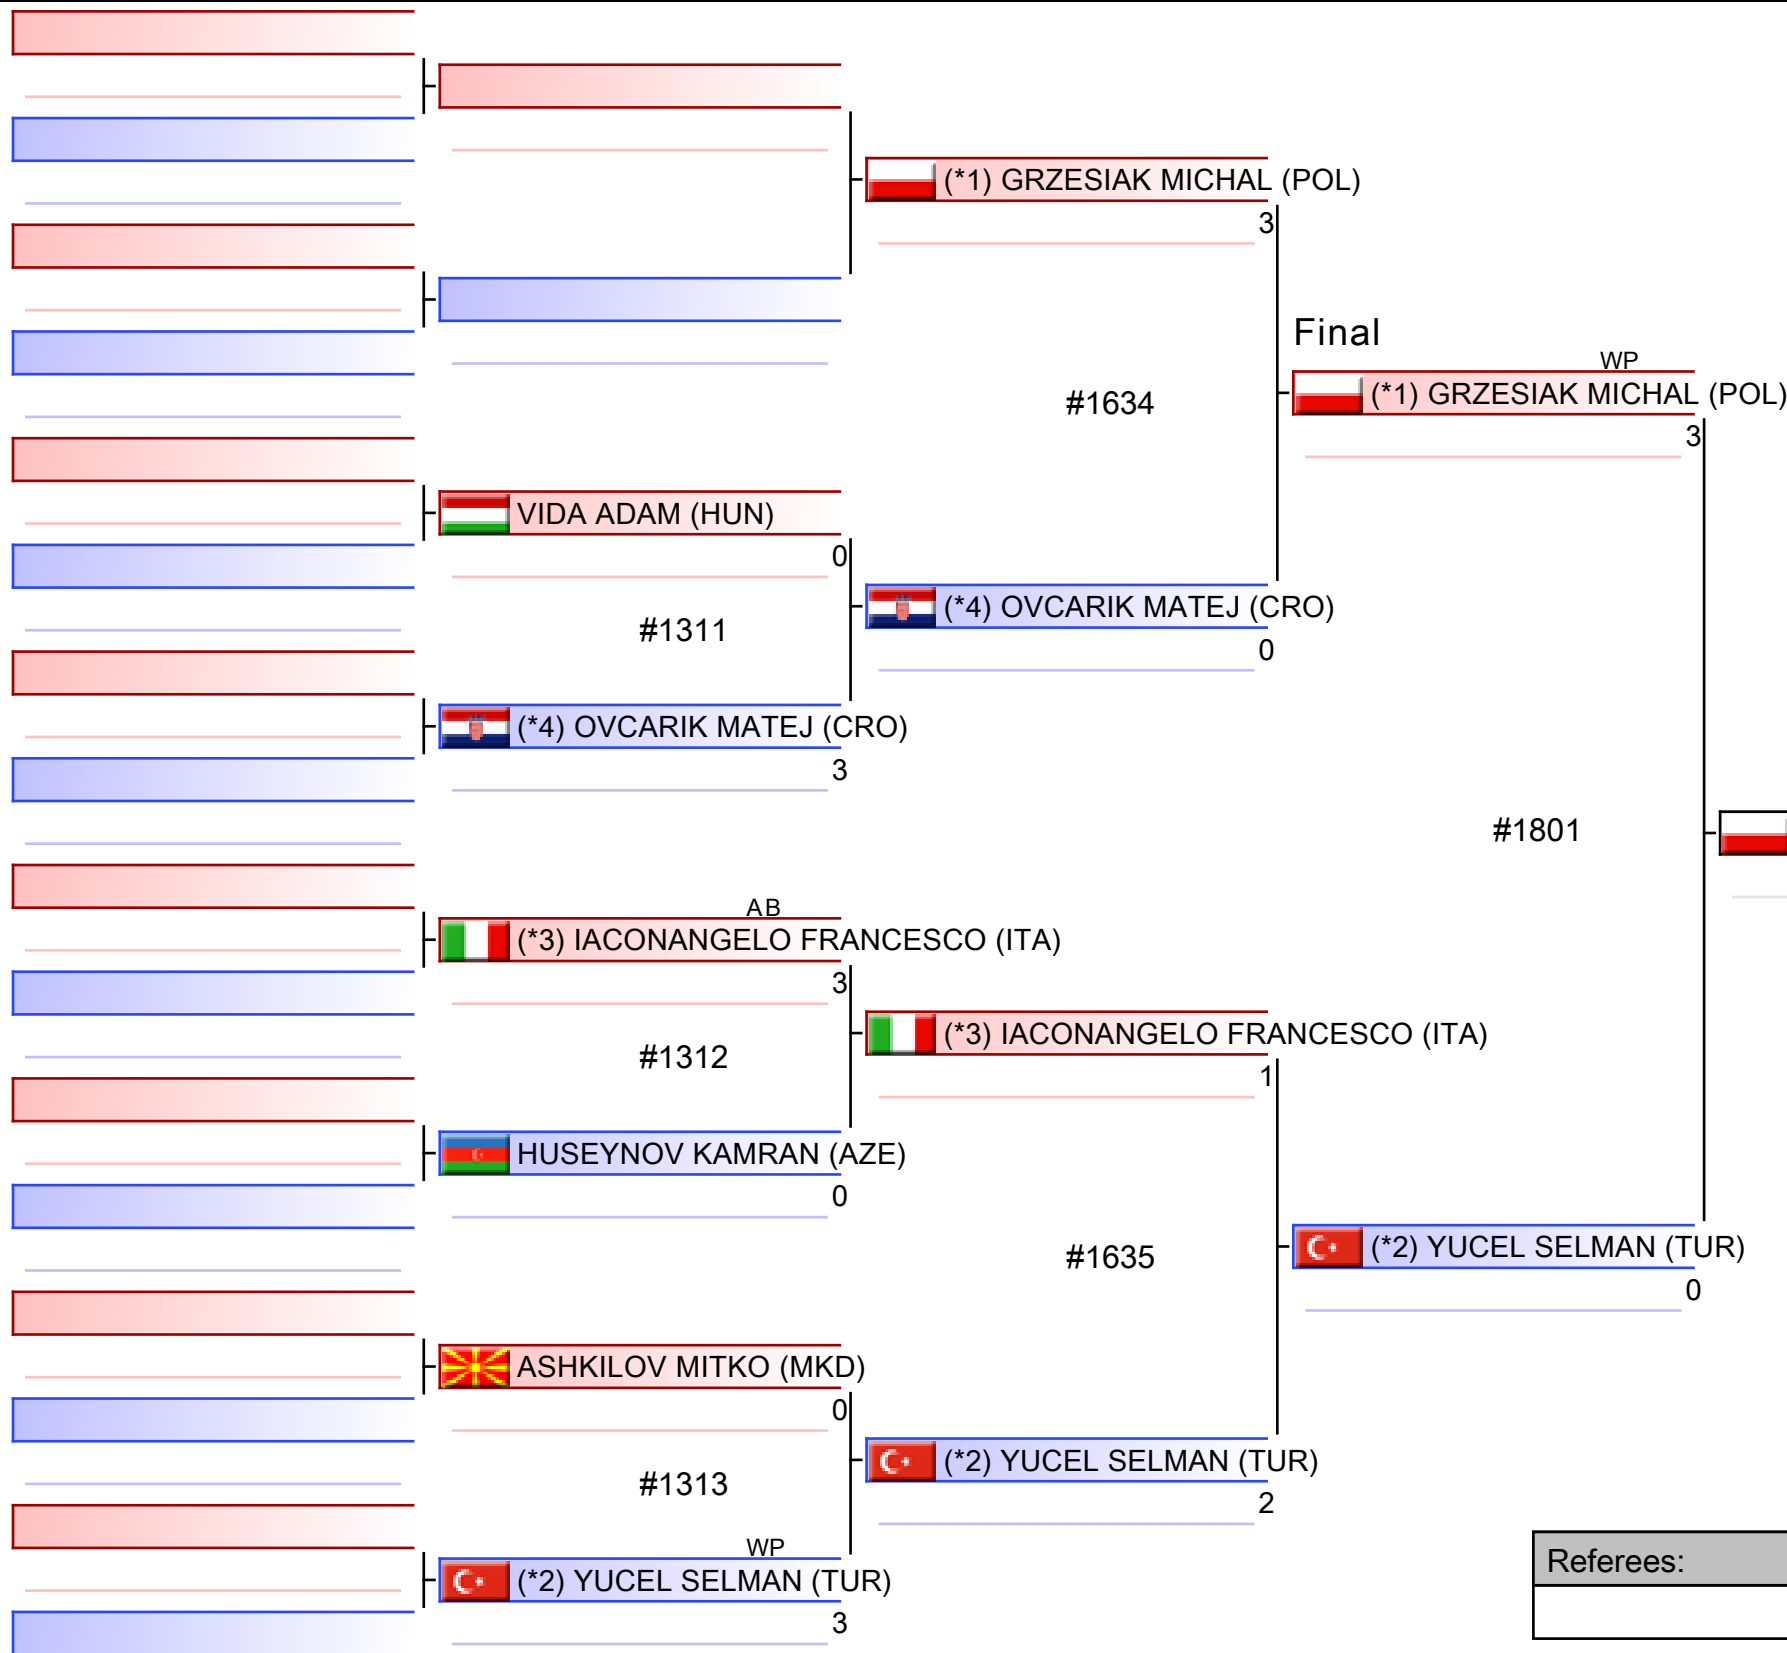 (*1) GRZESIAK MICHAL (POL)
3
Final
WP
#1634
(*1) GRZESIAK MICHAL (POL)
3
VIDA ADAM (HUN)
0
(*4) OVCARIK MATEJ (CRO)
#1311
0
(*4) OVCARIK MATEJ (CRO)
3
#1801
AB
(*3) IACONANGELO FRANCESCO (ITA)
3
(*3) IACONANGELO FRANCESCO (ITA)
#1312
1
HUSEYNOV KAMRAN (AZE)
0
#1635
(*2) YUCEL SELMAN (TUR)
0
ASHKILOV MITKO (MKD)
0
(*2) YUCEL SELMAN (TUR)
#1313
2
WP
Referees:
(*2) YUCEL SELMAN (TUR)
3